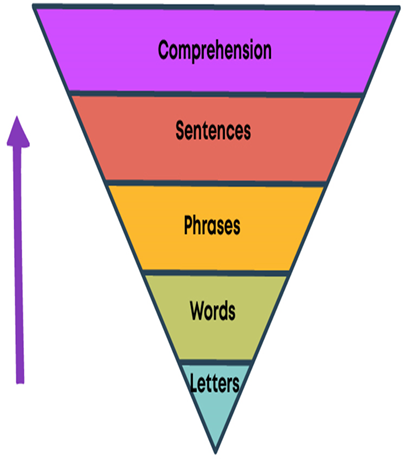 Comprehension
Sentences
Phrases
Words
Letters